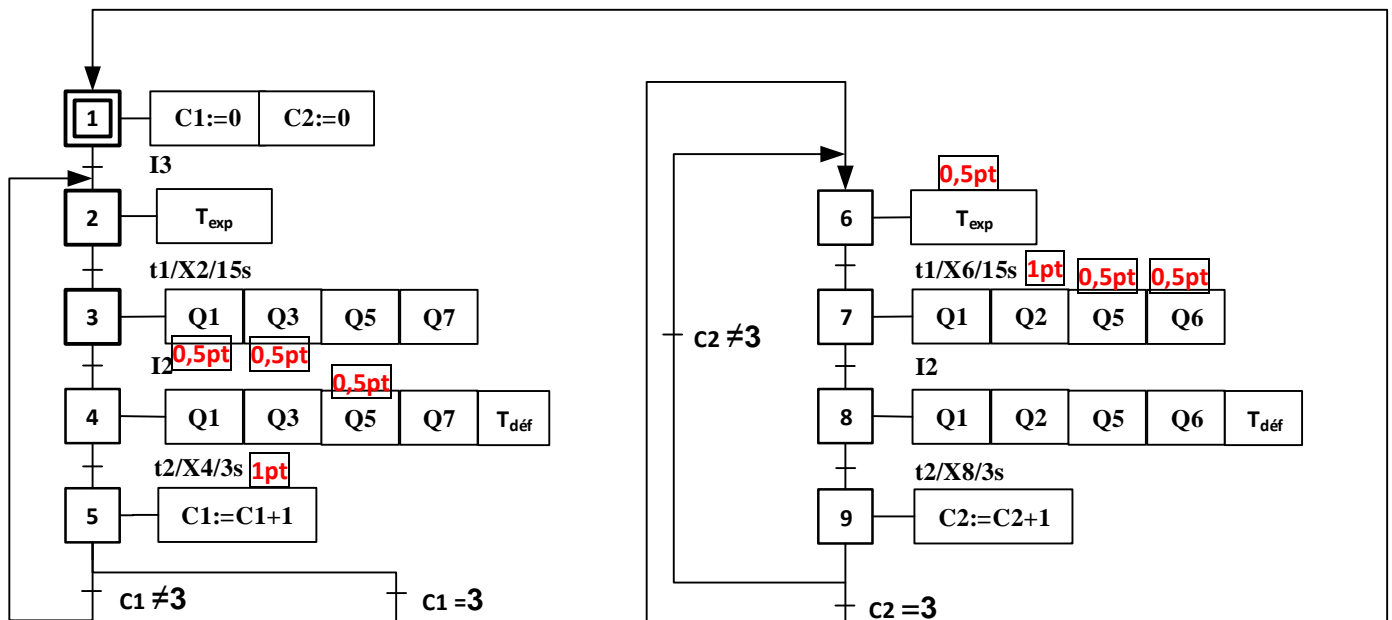 1 C1:=0 C2:=0
I3
2 Texp
t1/X2/15s
3 Q1 Q3 Q5 Q7
0,5pt 0,5pt
I2
0,5pt
4 Q1 Q3 Q5 Q7 Tdéf
t2/X4/3s 1pt
5 C1:=C1+1
C1 ≠3 C1 =3
0,5pt
6 Texp
t1/X6/15s 1pt 0,5pt 0,5pt
7 Q1 Q2 Q5 Q6
C2 ≠3
I2
8 Q1 Q2 Q5 Q6 Tdéf
t2/X8/3s
9 C2:=C2+1
C2 =3